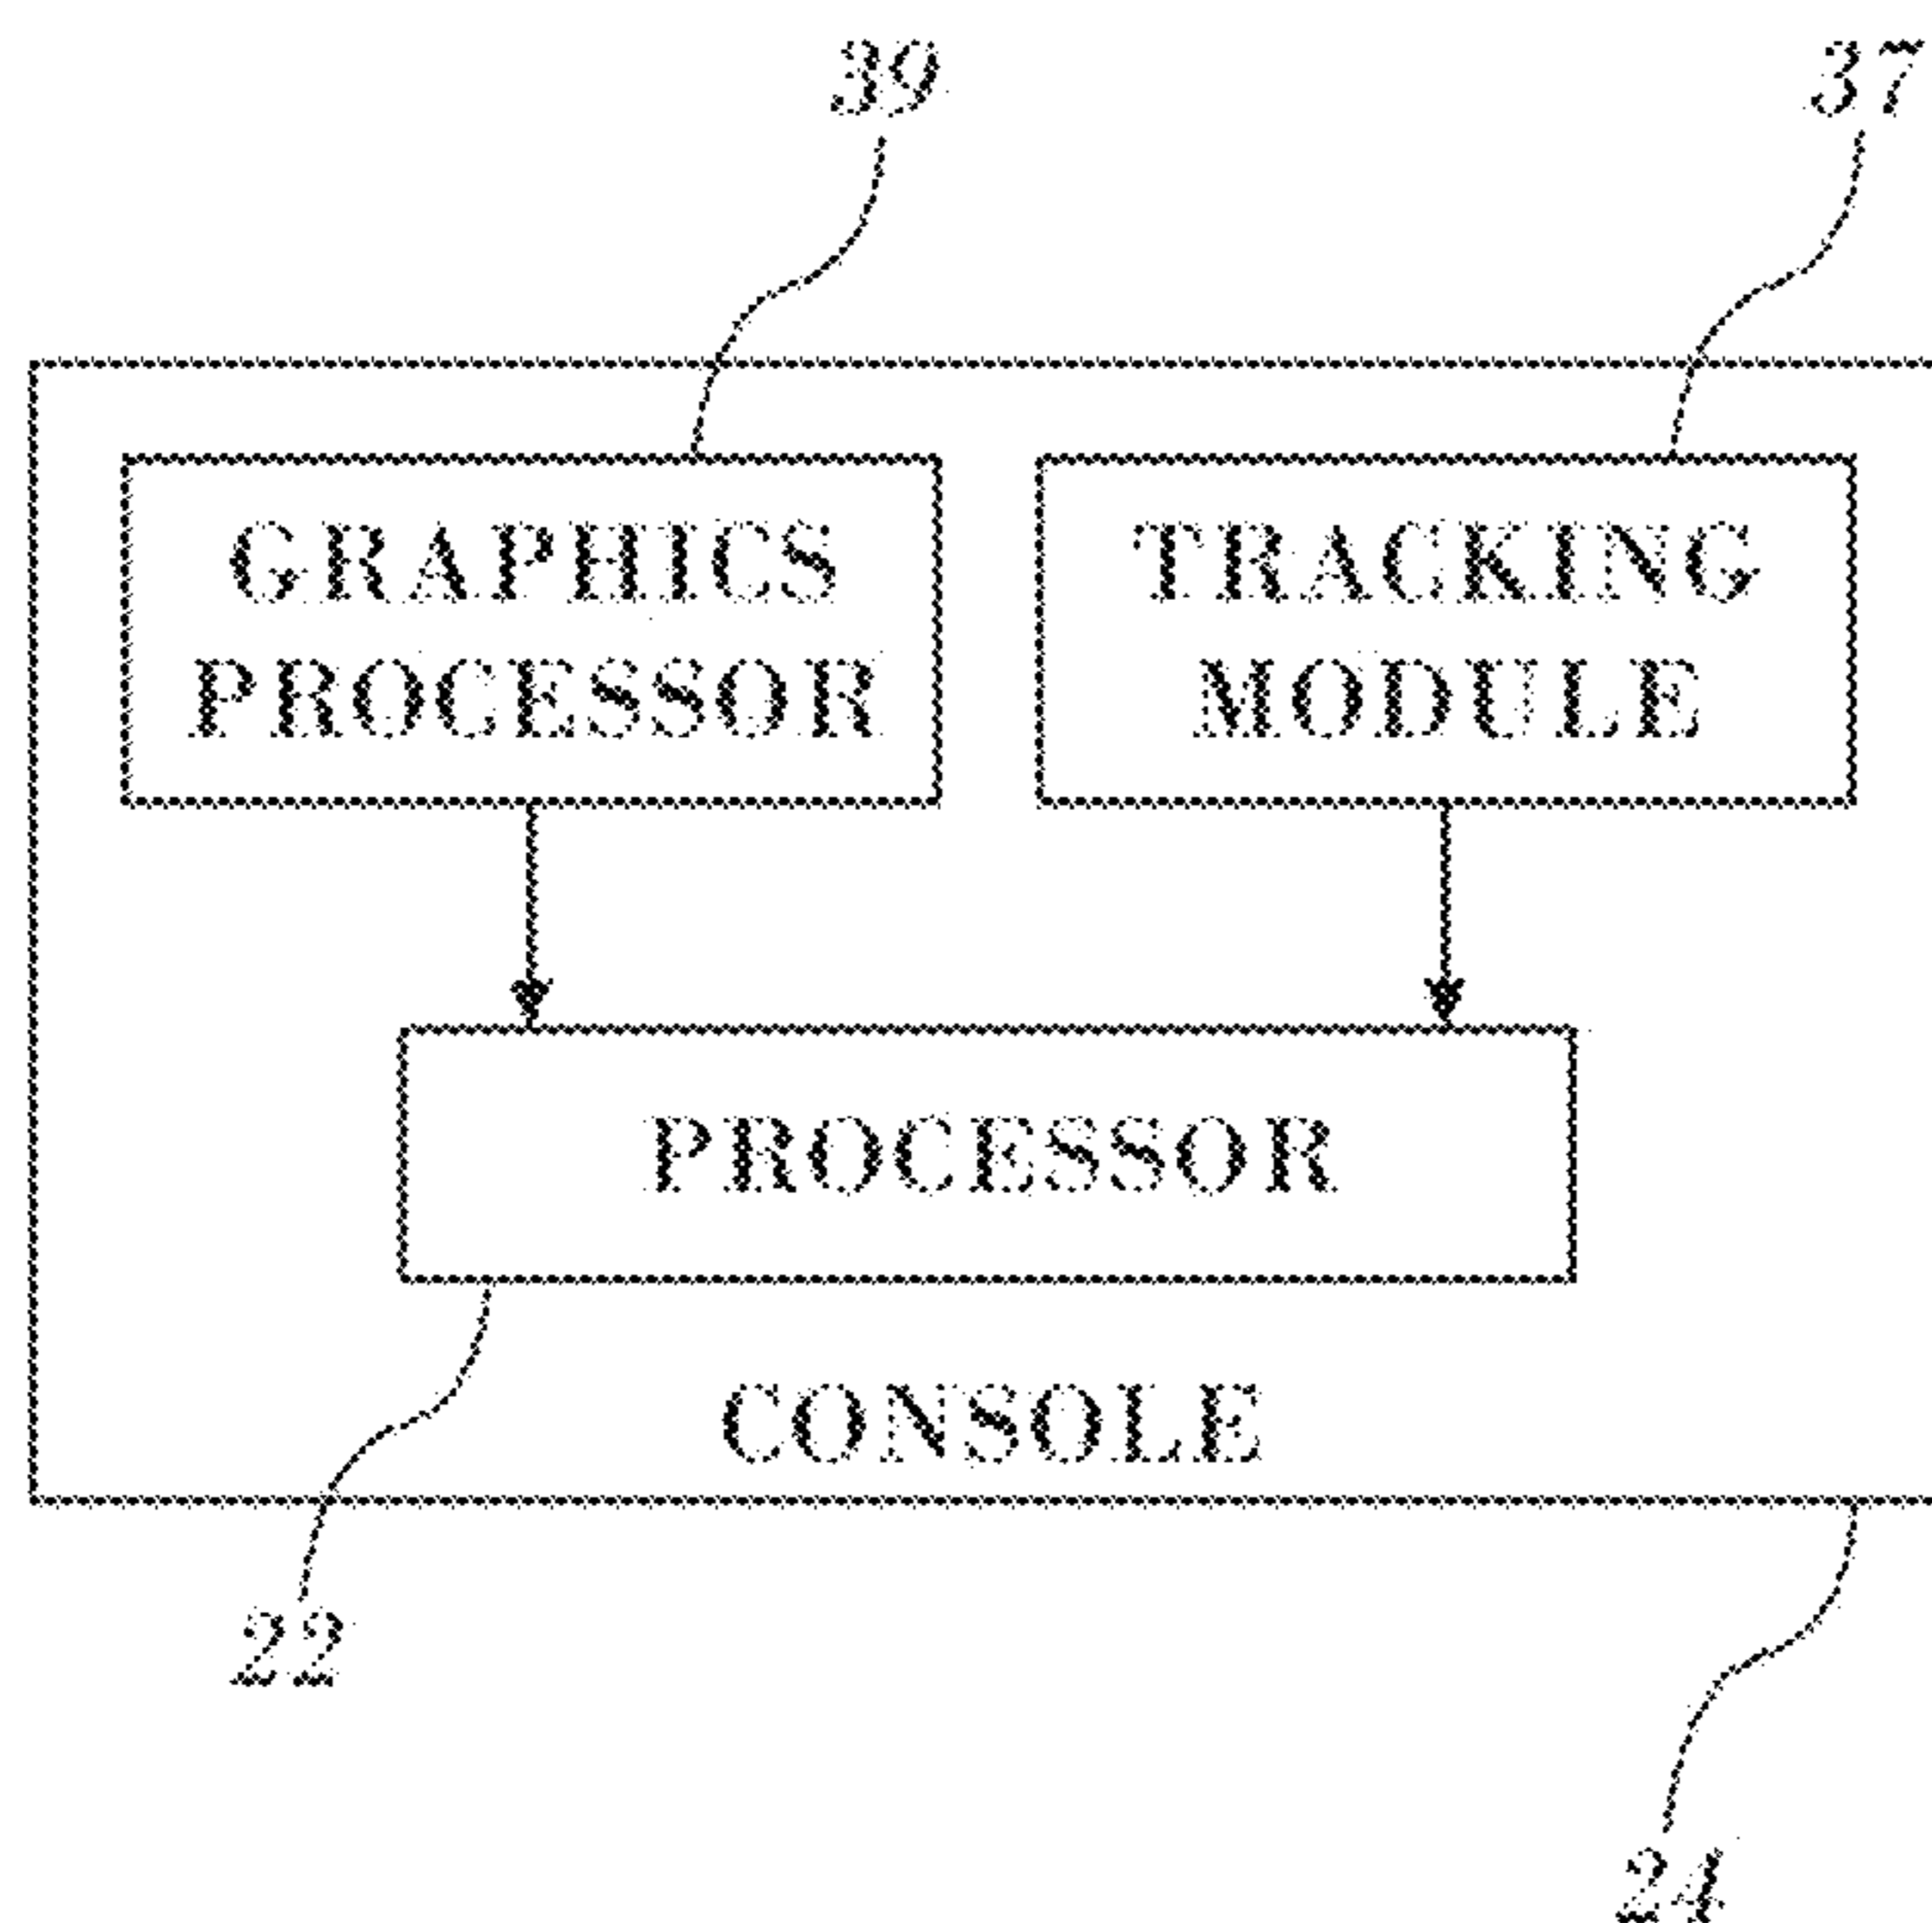 39
37
GRAPHICS
PROCESSOR
TRACKING
MODULE
PROCESSOR
CONSOLE
22
24